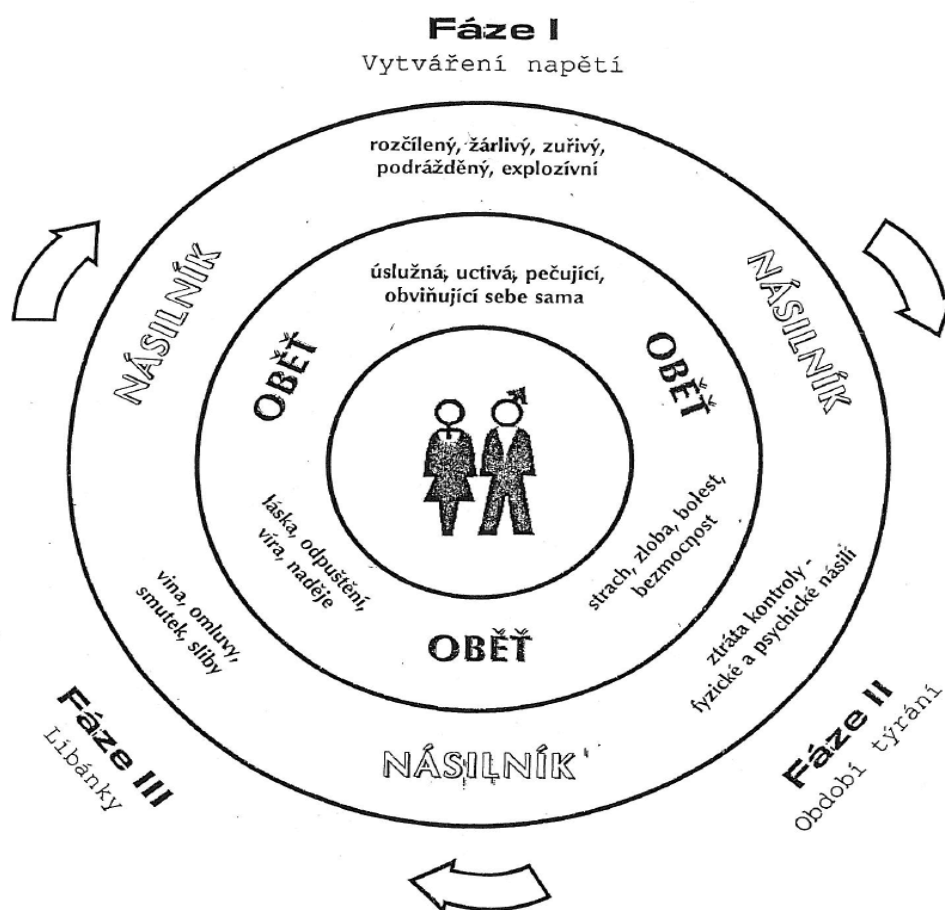 Fáze I
Vytváření napětí
rozčílený, žárlivý, zuřivý,
podrážděný, explozívní
NÁSILNÍK
NÁSILNÍK
úslužná, uctivá, pečující,
obviňující sebe sama
OBĚŤ
OBĚŤ
láska, odpuštění,
víra, naděje
strach, zloba, bolest,
bezmocnost
vina, omluvy,
smutek, sliby
ztráta kontroly -
fyzické a psychické násilí
OBĚŤ
NÁSILNÍK
Fáze III
Líbánky
Fáze II
Období týrání